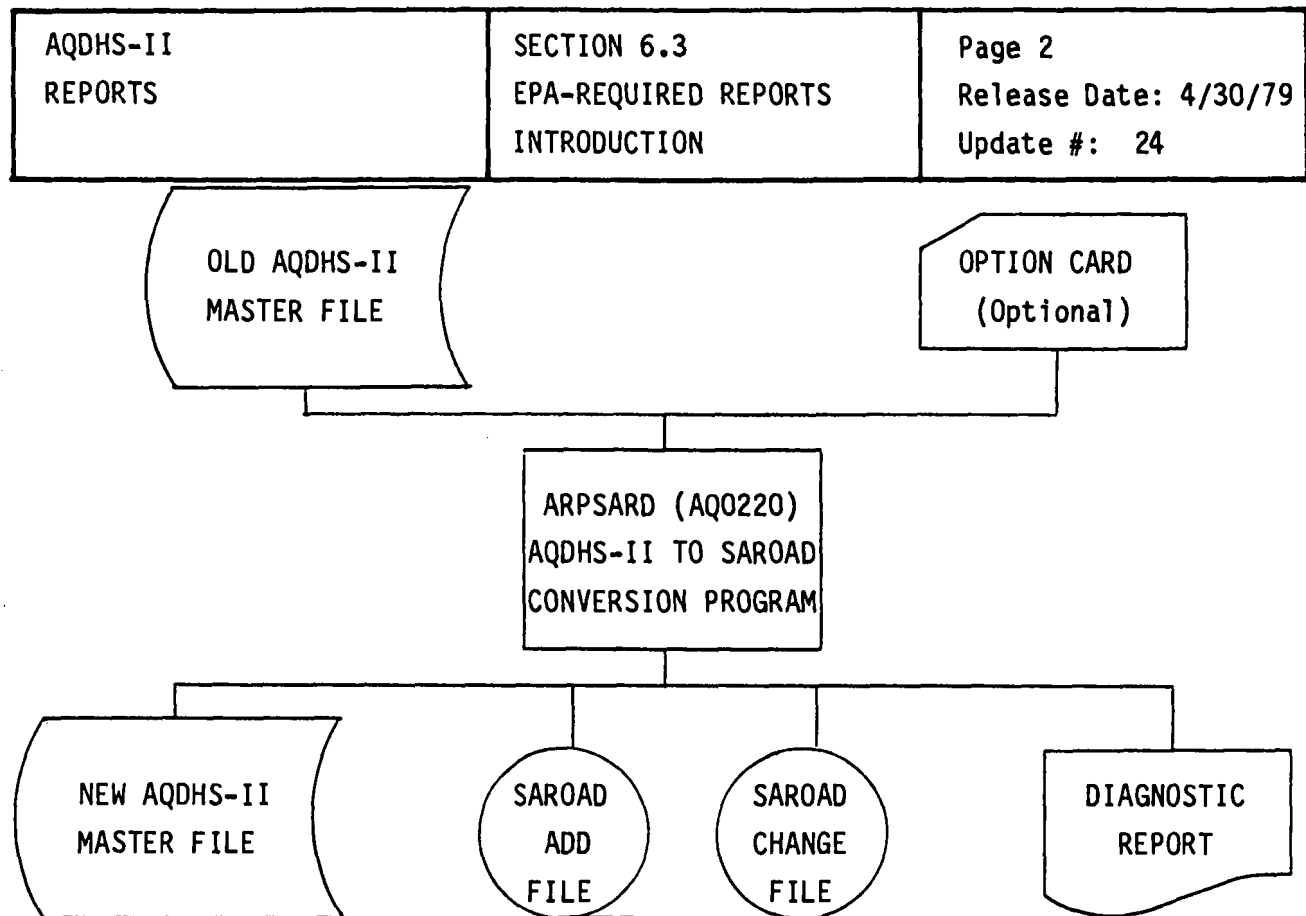 AQDHS-II
REPORTS
SECTION 6.3
EPA-REQUIRED REPORTS
INTRODUCTION
Page 2
Release Date: 4/30/79
Update #: 24
OLD AQDHS-II
MASTER FILE
OPTION CARD
(Optional)
ARPSARD (AQ0220)
AQDHS-II TO SAROAD
CONVERSION PROGRAM
NEW AQDHS-II
MASTER FILE
SAROAD
ADD
FILE
SAROAD
CHANGE
FILE
DIAGNOSTIC
REPORT